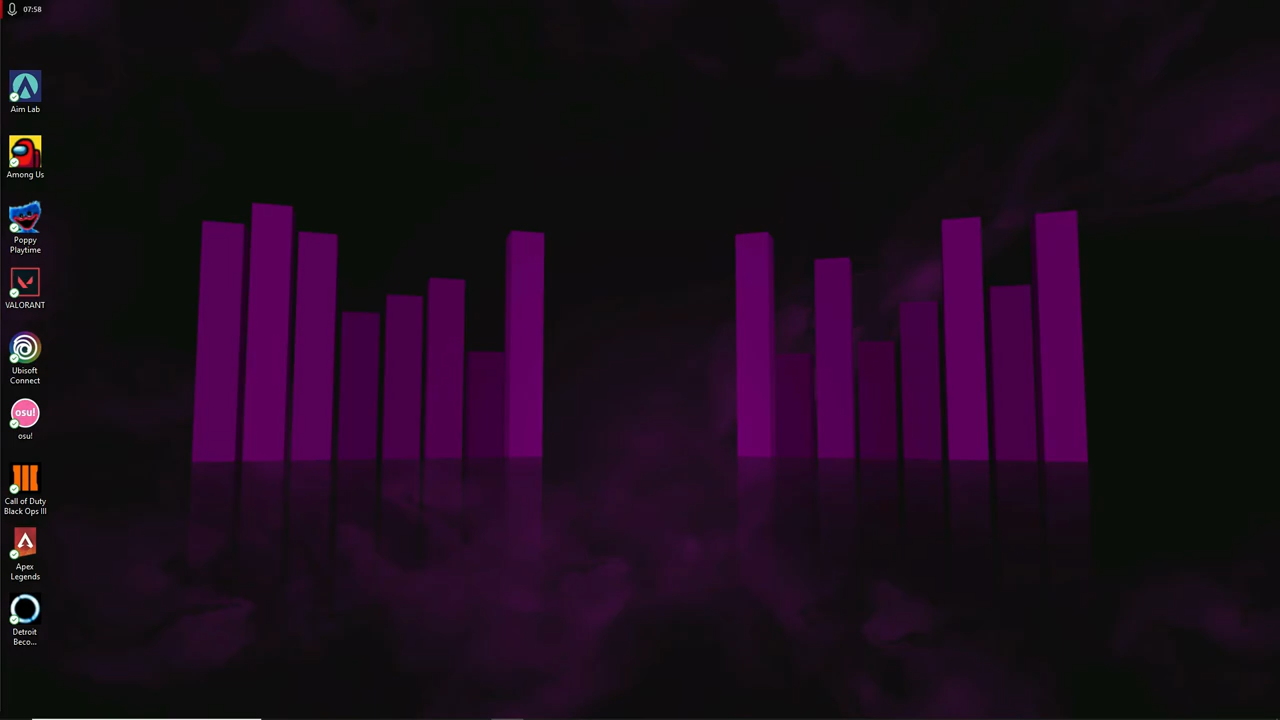 07:58
Aim Lab
Among Us
Poppy
Playtime
VALORANT
Ubisoft
Connect
osu!
osu!
Call of Duty
Black Ops III
Apex
Legends
Detroit
Beco...